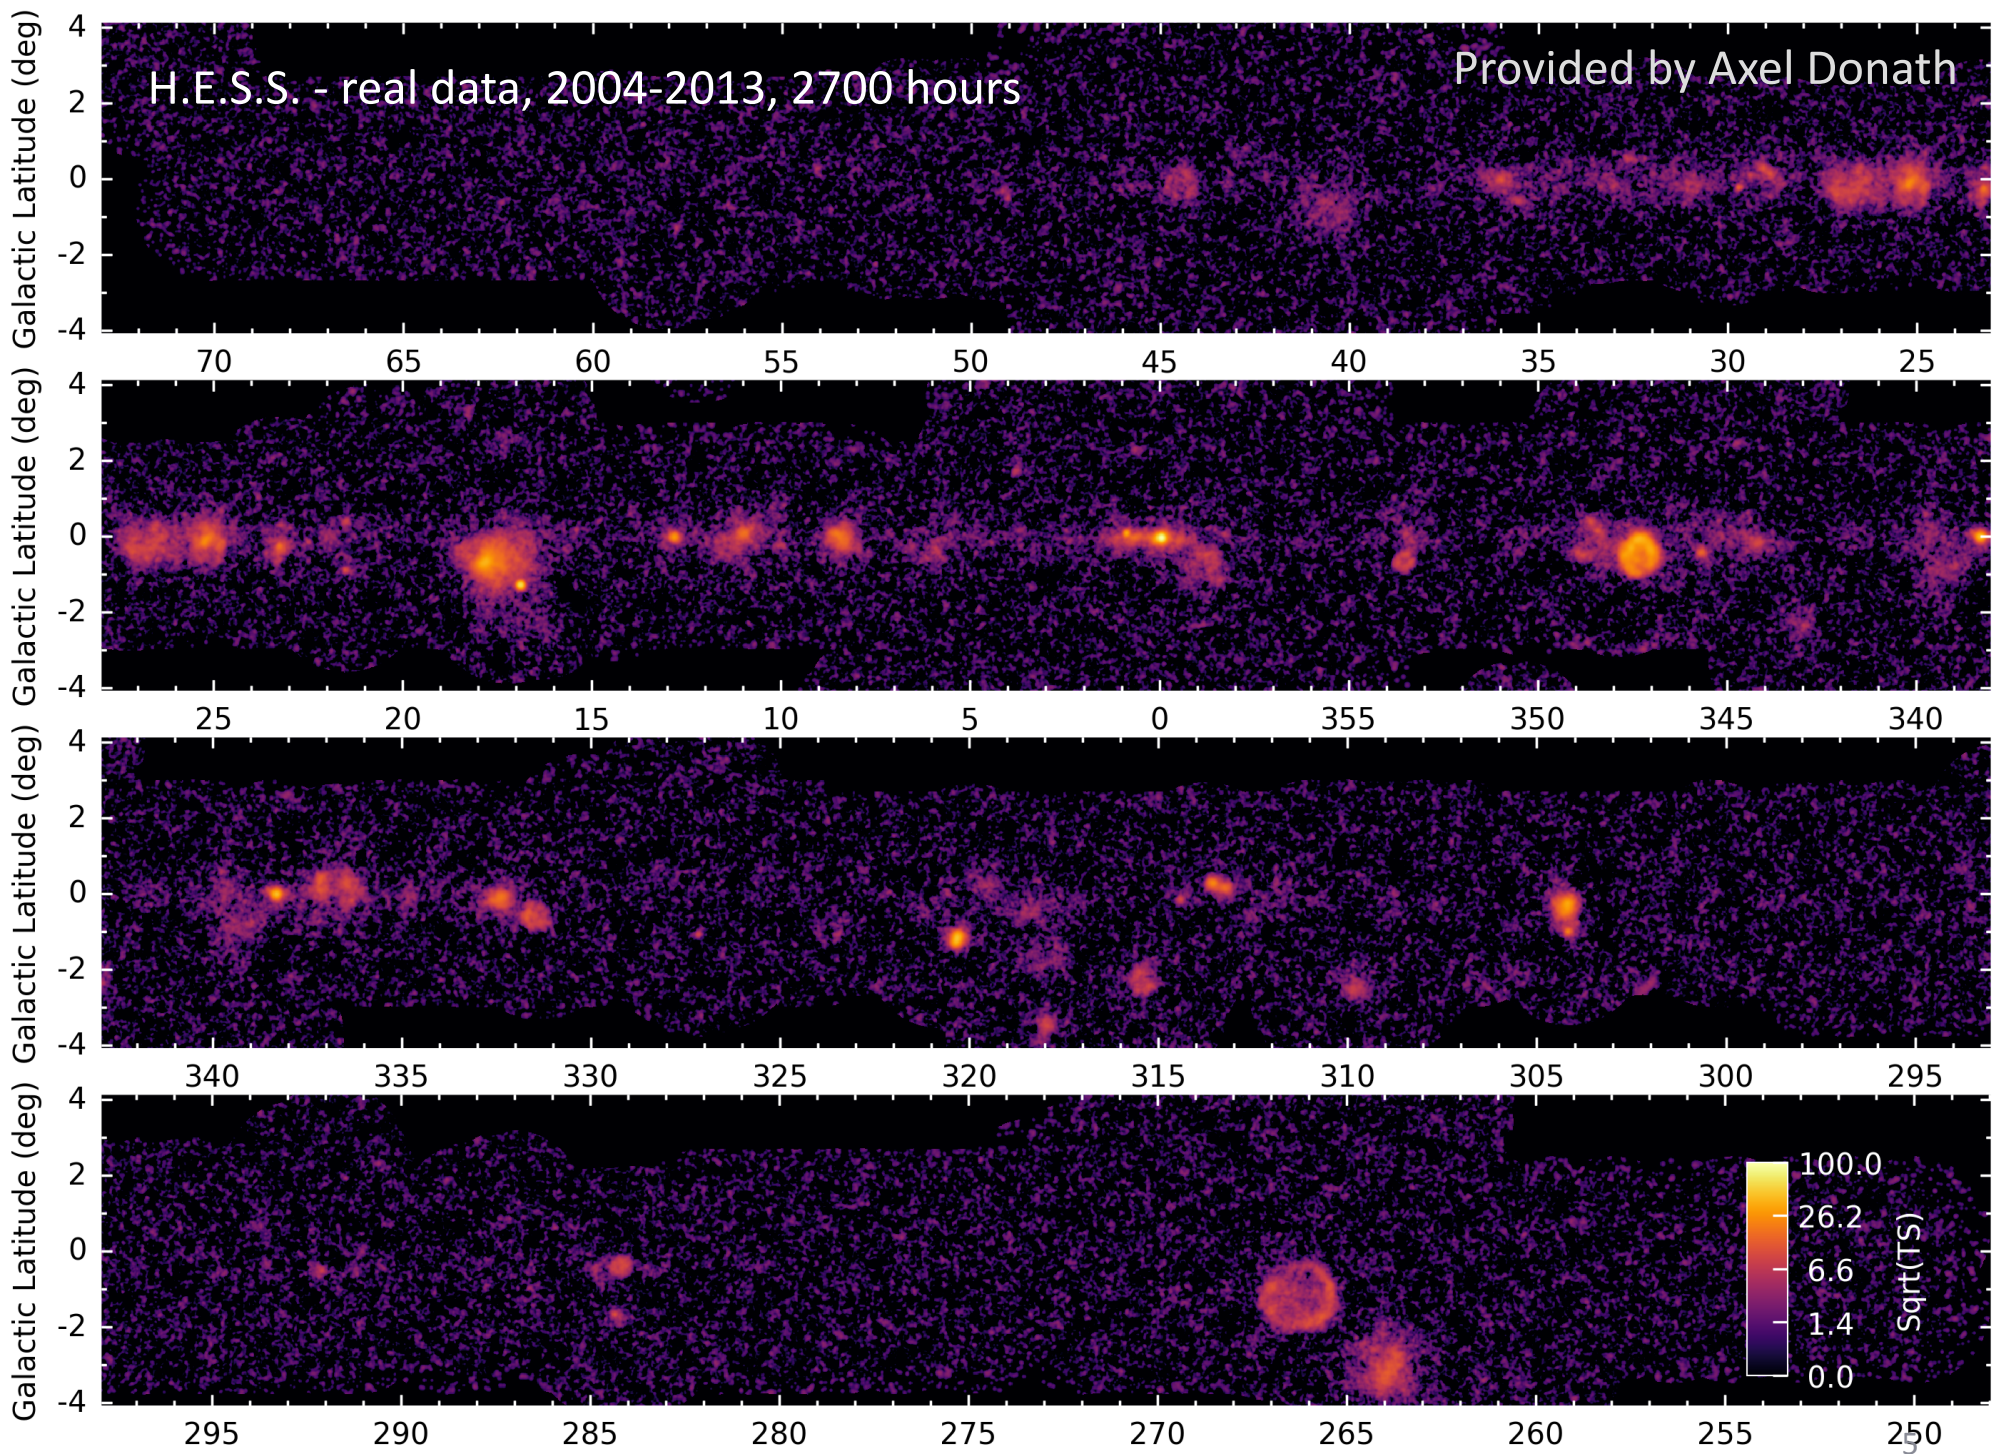 H.E.S.S. - real data, 2004-2013, 2700 hours
Provided by Axel Donath
Galactic Latitude (deg)
4
2
0
-2
-4
70 65 60 55 50 45 40 35 30 25
Galactic Latitude (deg)
4
2
0
-2
-4
25 20 15 10 5 0 355 350 345 340
Galactic Latitude (deg)
4
2
0
-2
-4
340 335 330 325 320 315 310 305 300 295
Galactic Latitude (deg)
4
2
0
-2
-4
100.0
26.2
6.6
1.4
0.0
Sqrt(TS)
295 290 285 280 275 270 265 260 255 250
5